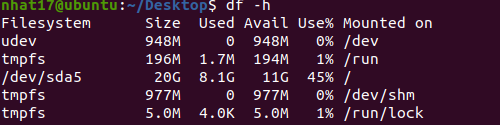 nhat17@ubuntu:~/Desktop$ df -h
Filesystem      Size  Used Avail Use% Mounted on
udev            948M     0  948M   0% /dev
tmpfs           196M  1.7M  194M   1% /run
/dev/sda5        20G  8.1G   11G  45% /
tmpfs           977M     0  977M   0% /dev/shm
tmpfs           5.0M  4.0K  5.0M   1% /run/lock